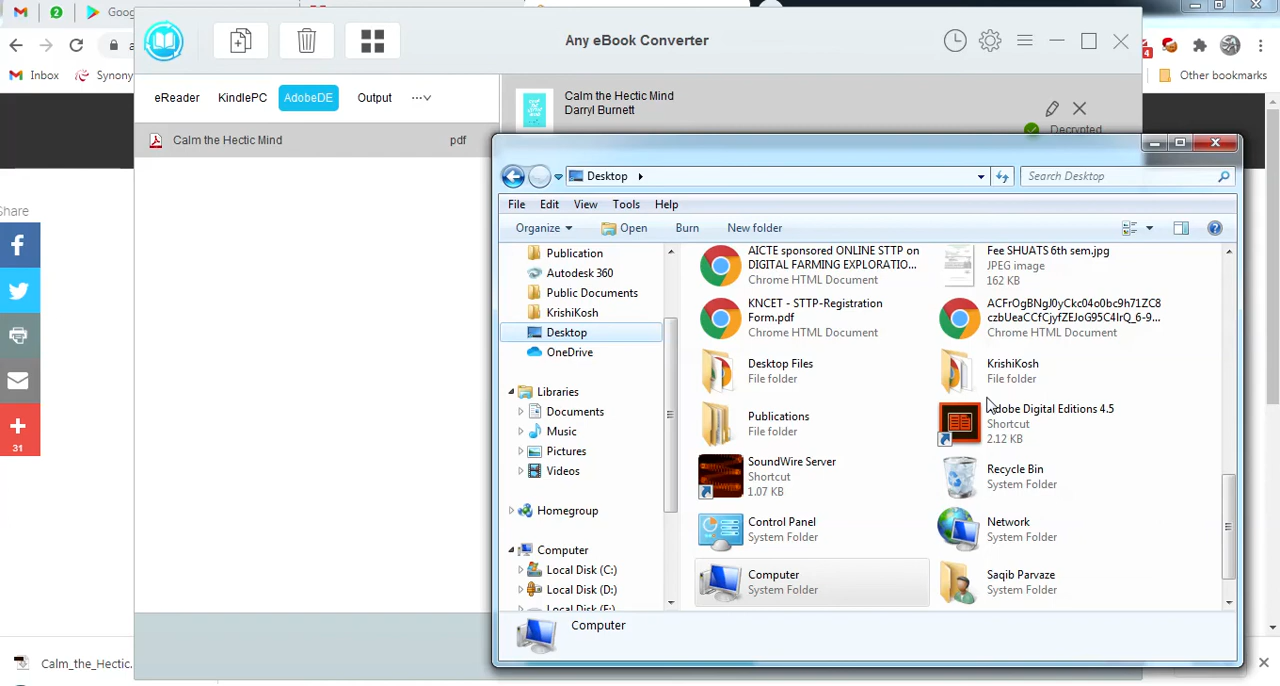 2
Goog
Any eBook Converter
Inbox
Synony
4
Other bookmarks
eReader
KindlePC
AdobeDE
Output
Calm the Hectic Mind
Darryl Burnett
Decrypted
Calm the Hectic Mind
pdf
Desktop
Search Desktop
File
Edit
View
Tools
Help
Organize
Open
Burn
New folder
Share
31
Publication
Autodesk 360
Public Documents
KrishiKosh
Desktop
OneDrive
Libraries
Documents
Music
Pictures
Videos
Homegroup
Computer
Local Disk (C:)
Local Disk (D:)
Local Disk (E:)
AICTE sponsored ONLINE STTP on
DIGITAL FARMING EXPLORATIO...
Chrome HTML Document
Fee SHUATS 6th sem.jpg
JPEG image
162 KB
KNCET - STTP-Registration
Form.pdf
Chrome HTML Document
ACFrOgBNgJ0yCkc04o0bc9h71ZC8
czbUeaCCfCjyfZEJoG95C4IrQ_6-9...
Chrome HTML Document
Desktop Files
File folder
KrishiKosh
File folder
Publications
File folder
Adobe Digital Editions 4.5
Shortcut
2.12 KB
SoundWire Server
Shortcut
1.07 KB
Recycle Bin
System Folder
Control Panel
System Folder
Network
System Folder
Computer
System Folder
Saqib Parvaze
System Folder
Computer
Calm_the_Hectic.